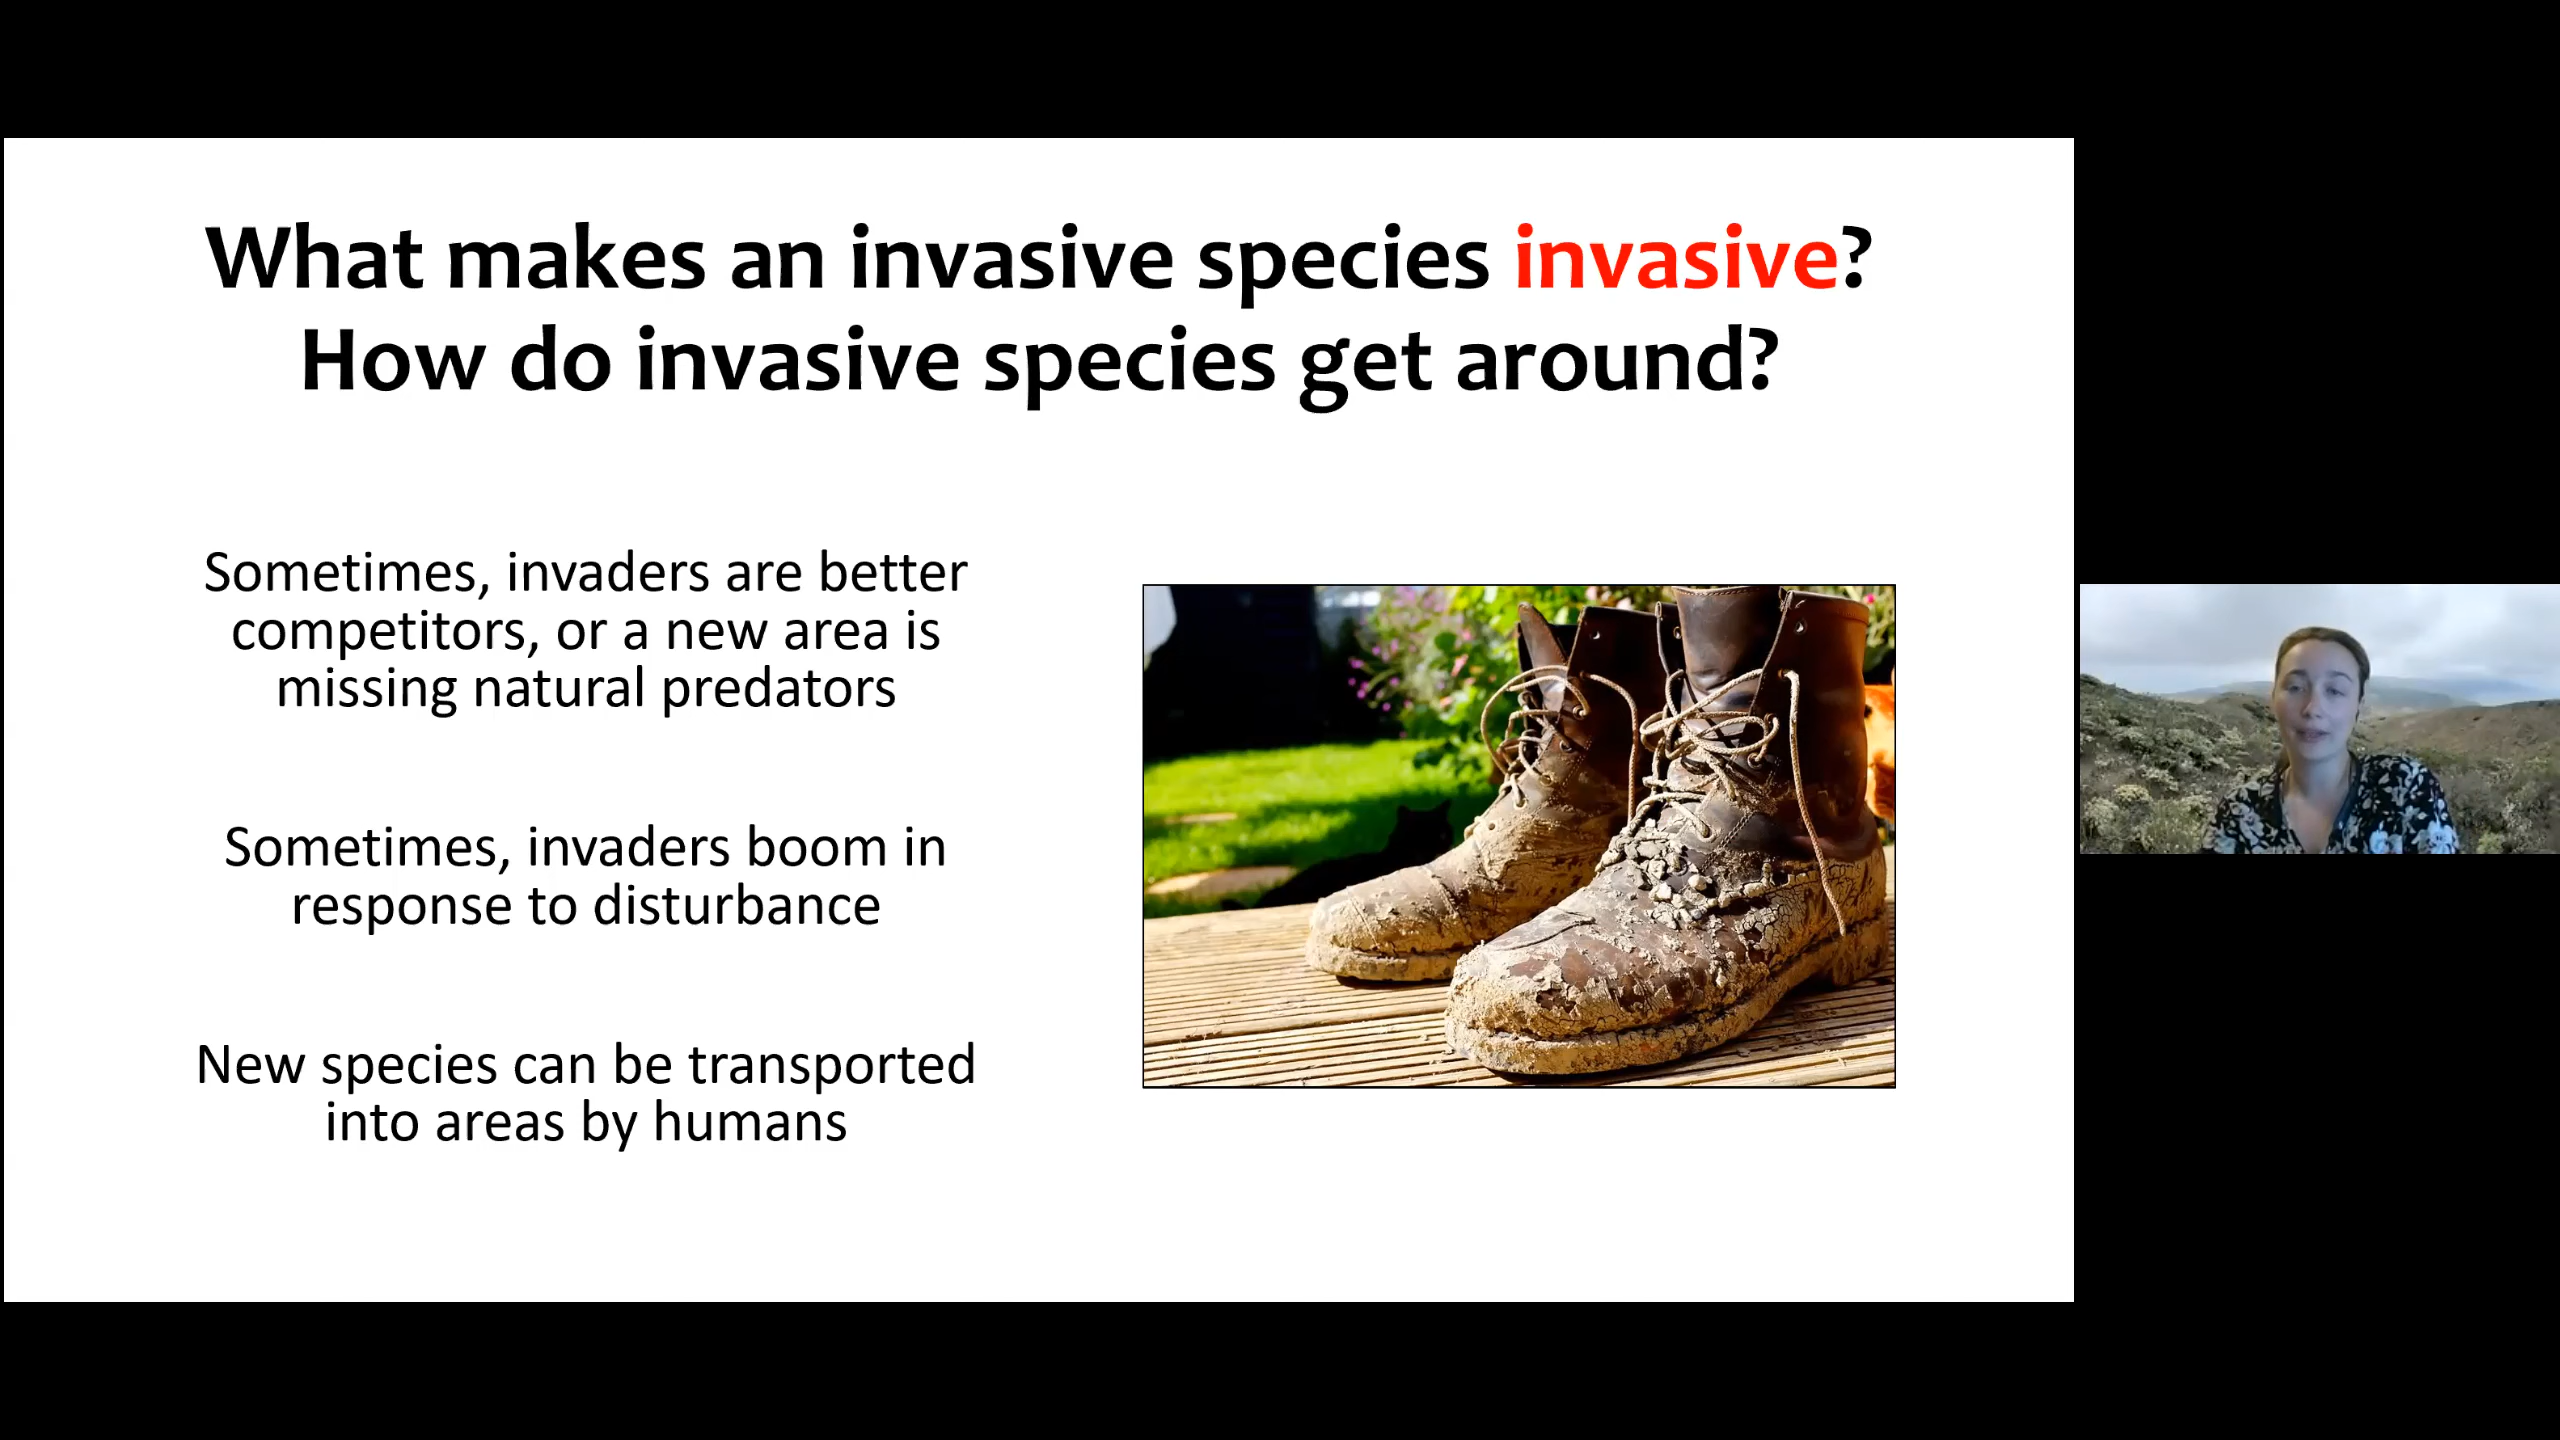 What makes an invasive species invasive?
How do invasive species get around?
Sometimes, invaders are better
competitors, or a new area is
missing natural predators
Sometimes, invaders boom in
response to disturbance
New species can be transported
into areas by humans